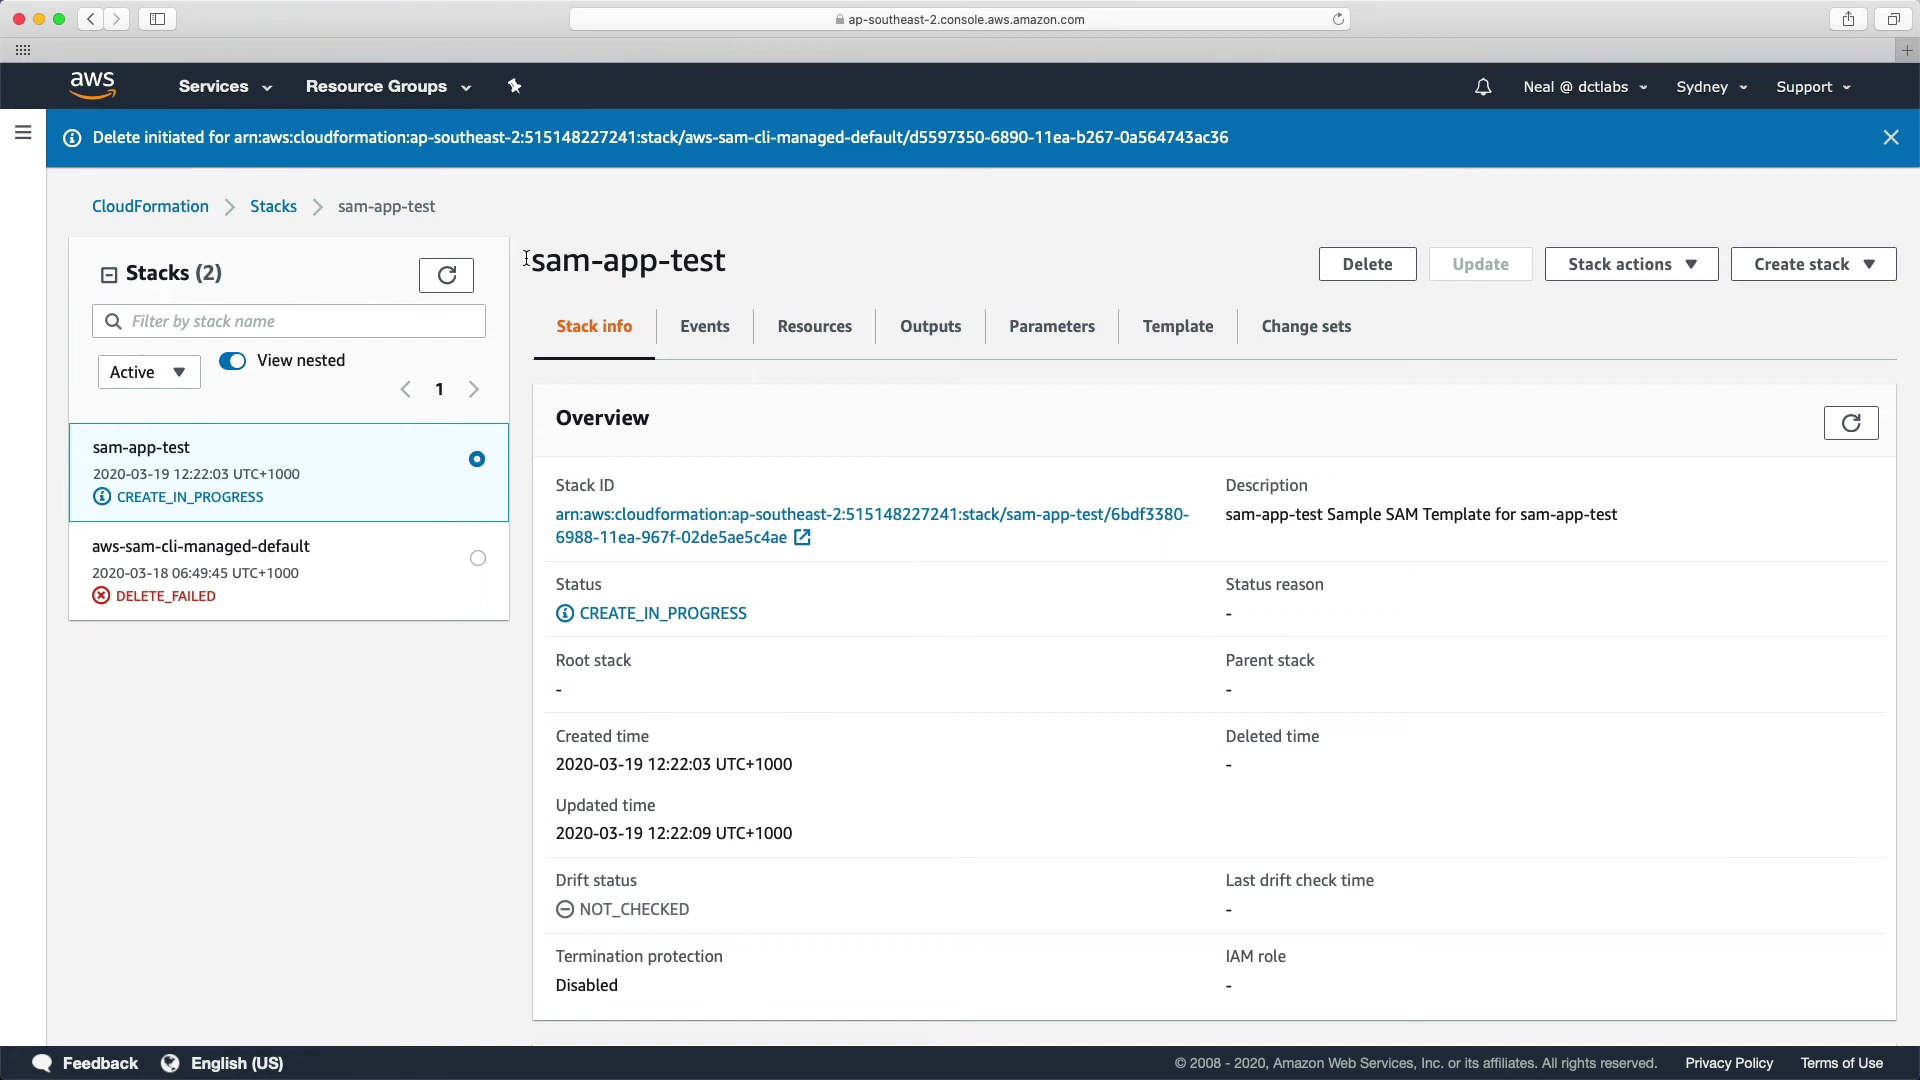 ap-southeast-2.console.aws.amazon.com
aws
Services
Resource Groups
Neal @ dctlabs
Sydney
Support
Delete initiated for arn:aws:cloudformation:ap-southeast-2:515148227241:stack/aws-sam-cli-managed-default/d5597350-6890-11ea-b267-0a564743ac36
CloudFormation
Stacks
sam-app-test
Stacks (2)
Filter by stack name
Active
View nested
1
sam-app-test
2020-03-19 12:22:03 UTC+1000
CREATE_IN_PROGRESS
aws-sam-cli-managed-default
2020-03-18 06:49:45 UTC+1000
DELETE_FAILED
sam-app-test
Delete
Update
Stack actions
Create stack
Stack info
Events
Resources
Outputs
Parameters
Template
Change sets
Overview
Stack ID
arn:aws:cloudformation:ap-southeast-2:515148227241:stack/sam-app-test/6bdf3380-
6988-11ea-967f-02de5ae5c4ae
Description
sam-app-test Sample SAM Template for sam-app-test
Status
CREATE_IN_PROGRESS
Status reason
-
Root stack
-
Parent stack
-
Created time
2020-03-19 12:22:03 UTC+1000
Deleted time
-
Updated time
2020-03-19 12:22:09 UTC+1000
Drift status
NOT_CHECKED
Last drift check time
-
Termination protection
Disabled
IAM role
-
Feedback
English (US)
© 2008 - 2020, Amazon Web Services, Inc. or its affiliates. All rights reserved.
Privacy Policy
Terms of Use